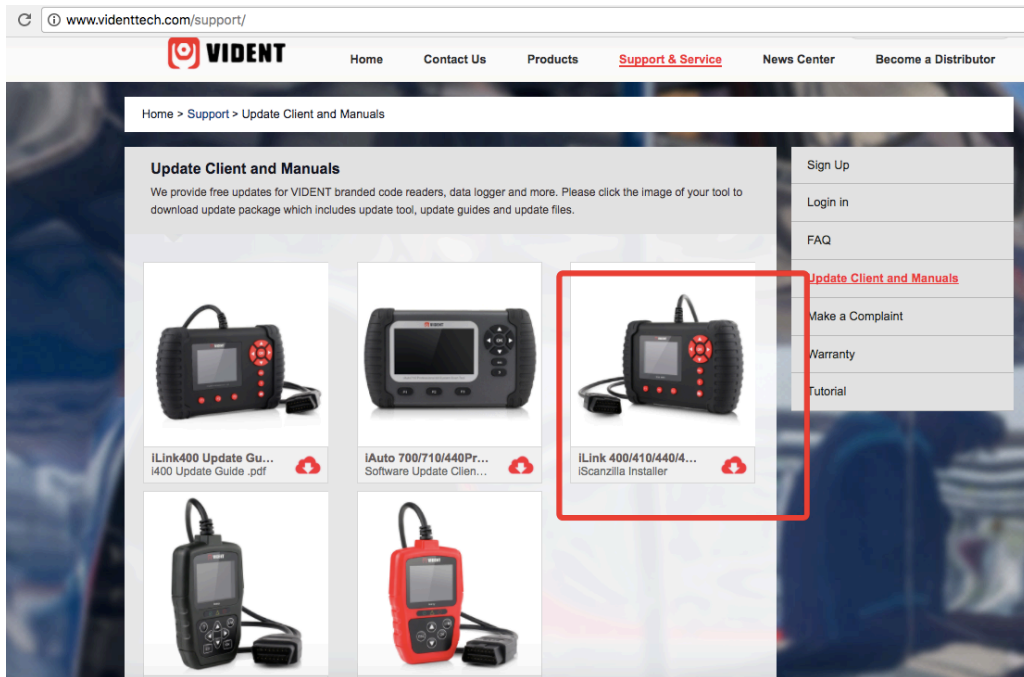 www.videnttech.com/support/
VIDENT
Home
Contact Us
Products
Support & Service
News Center
Become a Distributor
Home > Support > Update Client and Manuals
Update Client and Manuals
We provide free updates for VIDENT branded code readers, data logger and more. Please click the image of your tool to
download update package which includes update tool, update guides and update files.
Sign Up
Login in
FAQ
Update Client and Manuals
Make a Complaint
Warranty
Tutorial
iLink400 Update Gu...
i400 Update Guide .pdf
iAuto 700/710/440Pr...
Software Update Clien...
iLink 400/410/440/4...
iScanzilla Installer